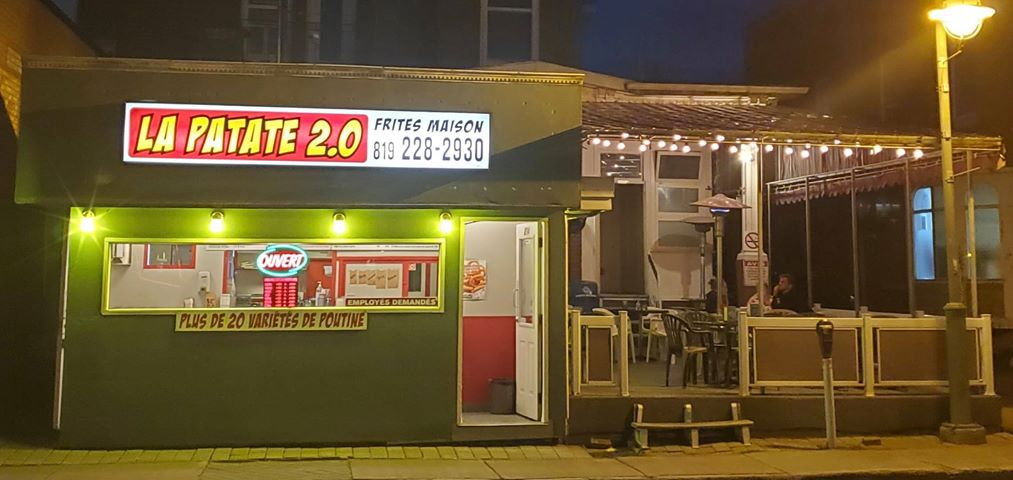 LA PATATE 2.0
FRITES MAISON
819 228-2930
OUVERT
EMPLOYÉS DEMANDÉS
PLUS DE 20 VARIÉTÉS DE POUTINE